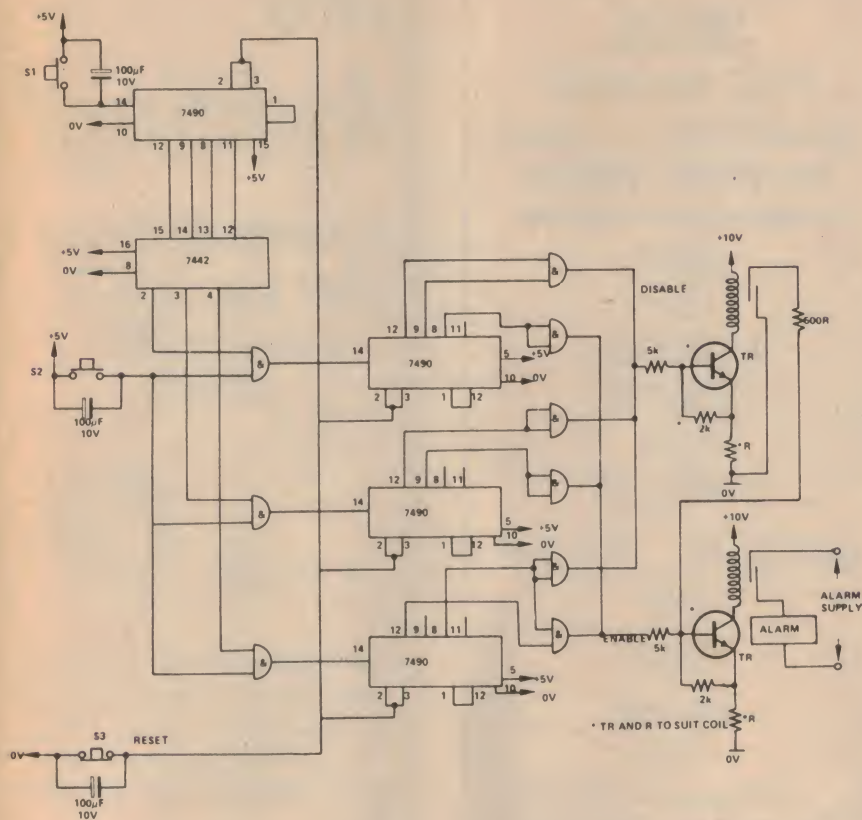 +5V
S1
100µF
10V
14
7490
2
3
1
0V
10
12
9
8
11
15
+5V
15
14
13
12
+5V
16
0V
8
7442
2
3
4
+5V
S2
100µF
10V
&
&
&
12
9
8
11
14
7490
5
+5V
10
0V
2
3
1
12
12
9
8
11
14
7490
5
+5V
10
0V
2
3
1
12
12
9
8
11
14
7490
5
+5V
10
0V
2
3
1
12
&
&
&
&
&
&
DISABLE
+10V
5k
*
TR
600R
*
2k
*R
0V
+10V
ENABLE
5k
*
TR
ALARM
SUPPLY
ALARM
2k
*R
* TR AND R TO SUIT COIL
0V
S3
RESET
0V
100µF
10V